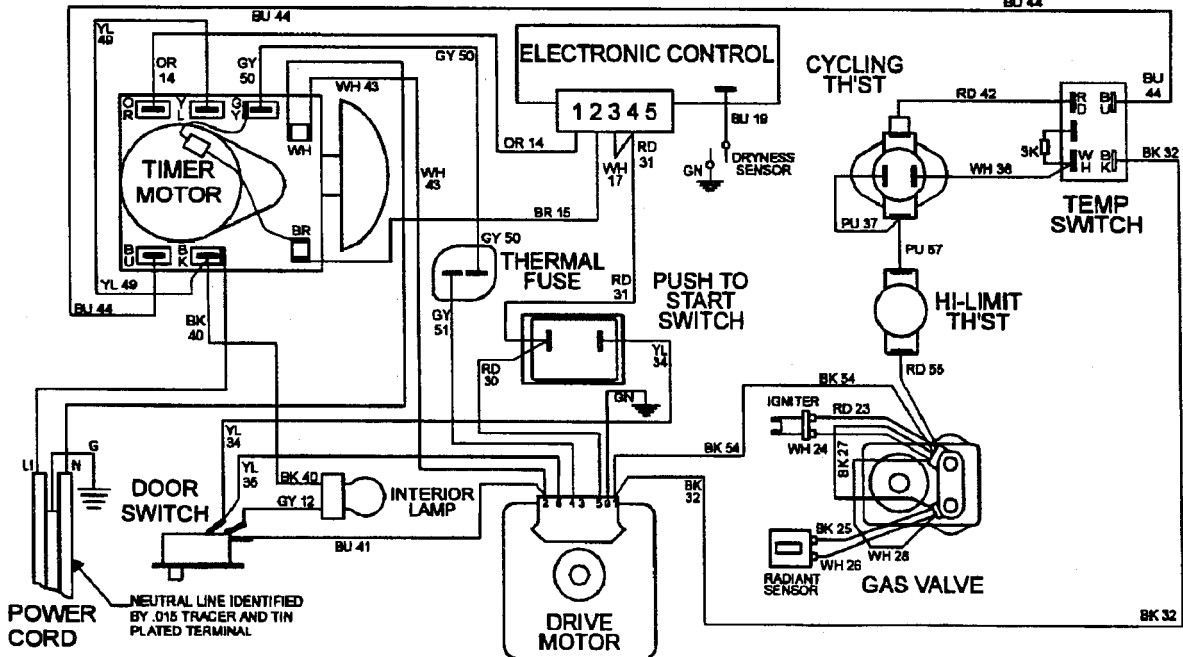 BU 44
BU 44
YL
49
OR
14
GY
50
GY 50
WH 43
ELECTRONIC CONTROL
1 2 3 4 5
BU 19
CYCLING
TH'ST
RD 42
BU
44
OR
YL
GY
WH
RD
BU
WH
BK
3K
BK 32
TIMER
MOTOR
WH
43
OR 14
WH
17
RD
31
GN
DRYNESS
SENSOR
WH 38
TEMP
SWITCH
BR
BR 15
PU 37
PU 57
BU
BK
YL 49
BU 44
BK
40
GY 50
THERMAL
FUSE
GY
51
RD
31
PUSH TO
START
SWITCH
HI-LIMIT
TH'ST
RD
30
YL
34
GN
RD 55
BK 54
BK 54
IGNITER
RD 23
WH 24
BK 27
L1
G
N
YL
34
YL
35
DOOR
SWITCH
BK 40
GY 12
INTERIOR
LAMP
BU 41
BK
32
BK 25
WH 26
WH 28
RADIANT
SENSOR
GAS VALVE
POWER
CORD
NEUTRAL LINE IDENTIFIED
BY .015 TRACER AND TIN
PLATED TERMINAL
DRIVE
MOTOR
BK 32